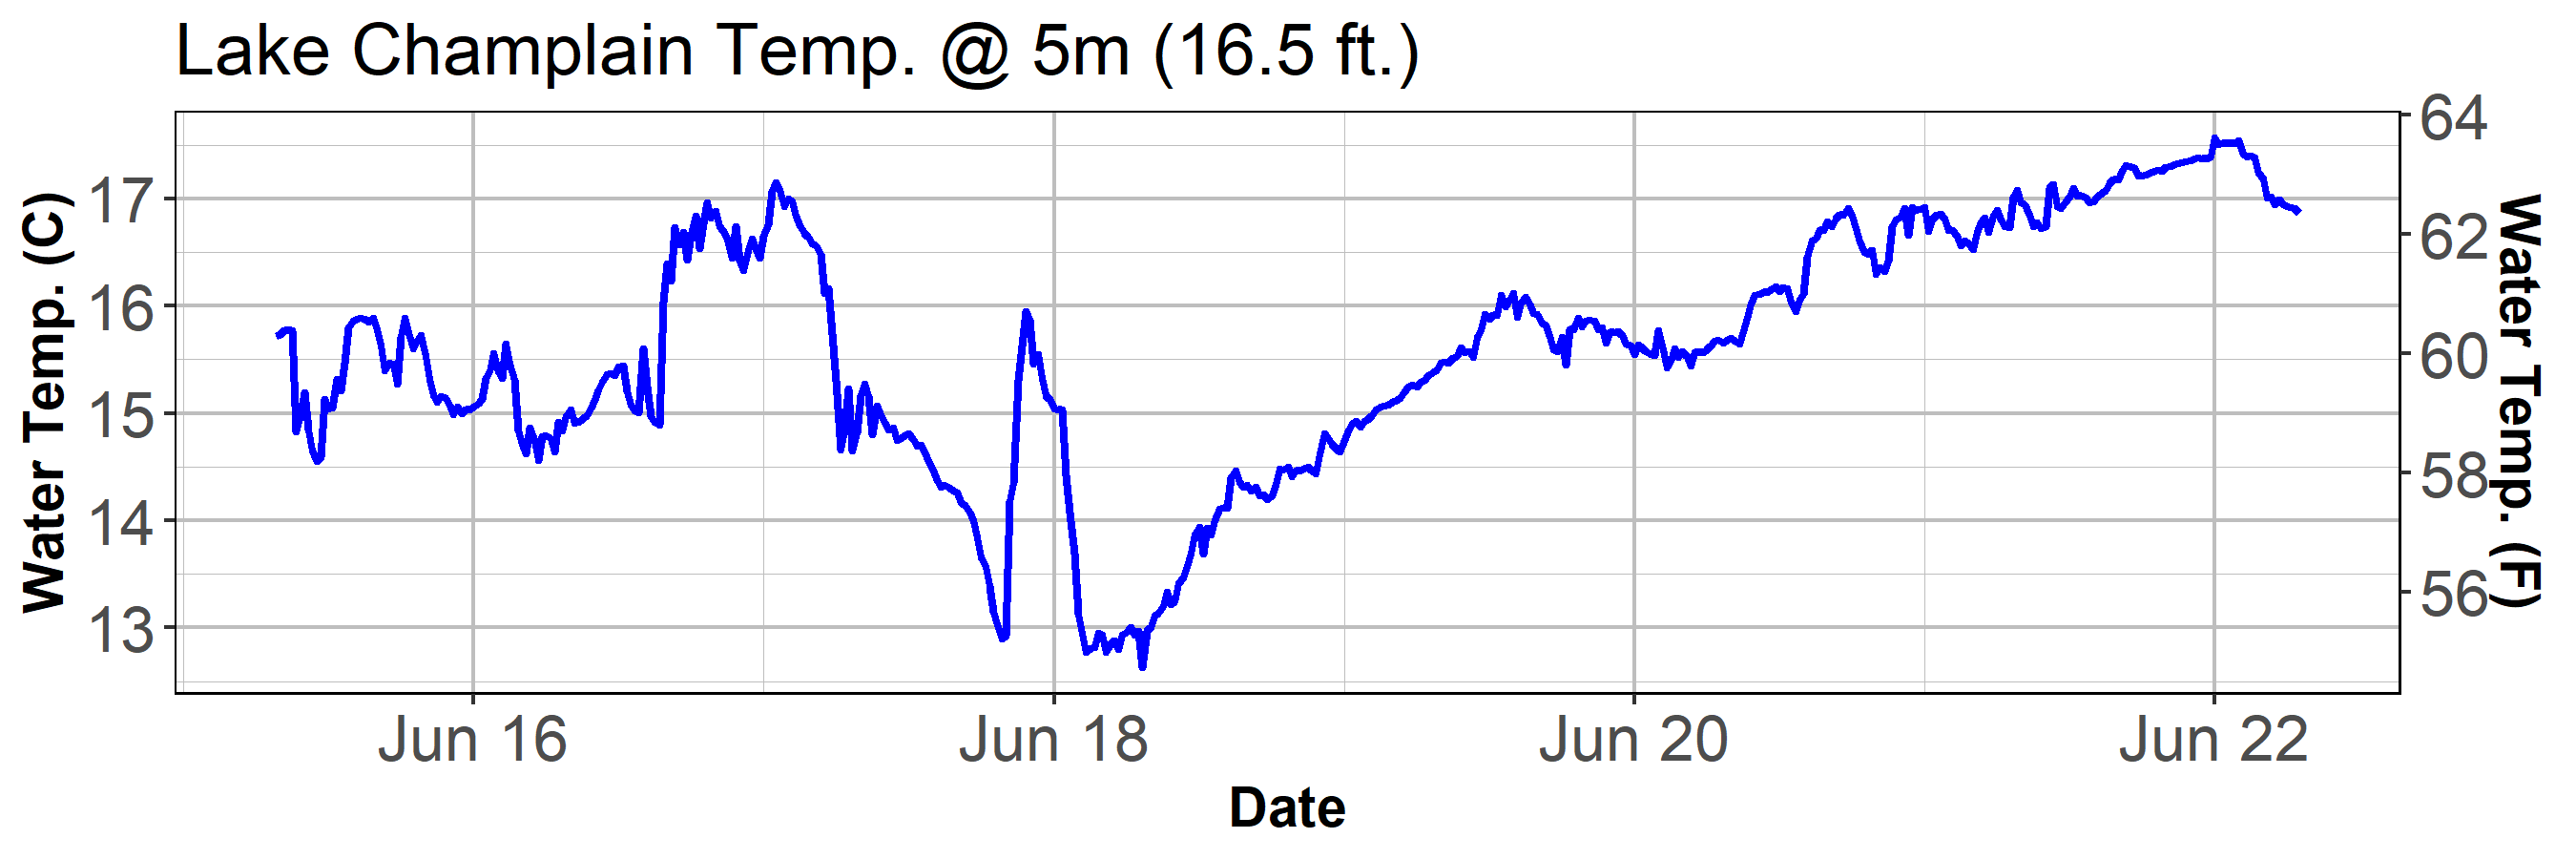 Lake Champlain Temp. @ 5m (16.5 ft.)
Water Temp. (C)
17
16
15
14
13
64
62
60
58
56
Water Temp. (F)
Jun 16
Jun 18
Jun 20
Jun 22
Date